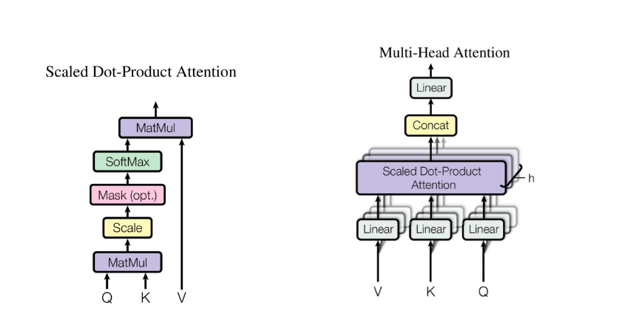 Scaled Dot-Product Attention
MatMul
SoftMax
Mask (opt.)
Scale
MatMul
Q K V
Multi-Head Attention
Linear
Concat
Scaled Dot-Product
Attention
h
Linear Linear Linear
V K Q